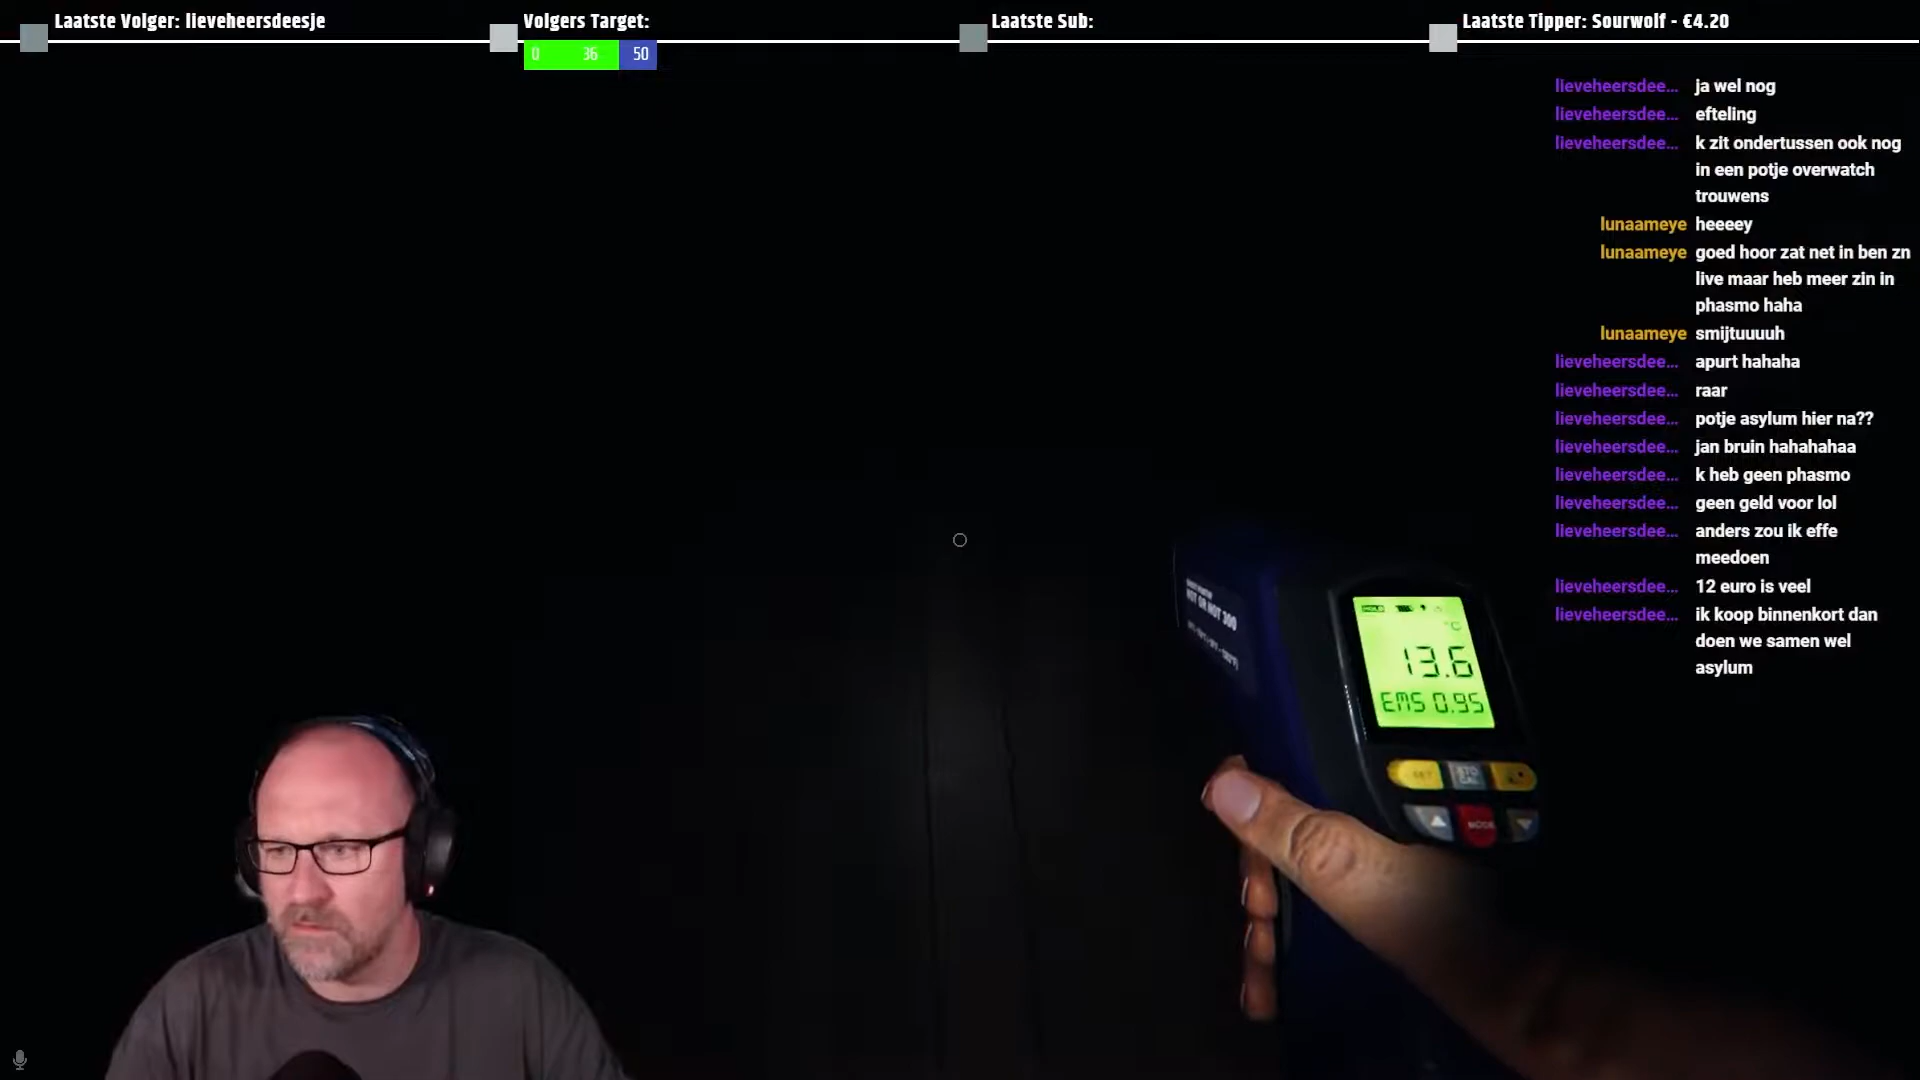 Laatste Volger: lieveheersdeesje
Volgers Target:
Laatste Sub:
Laatste Tipper: Sourwolf - €4.20
0 36 50
lieveheersdee... ja wel nog
lieveheersdee... efteling
lieveheersdee... k zit ondertussen ook nog
in een potje overwatch
trouwens
lunaameye heeeey
lunaameye goed hoor zat net in ben zn
live maar heb meer zin in
phasmo haha
lunaameye smijtuuuuh
lieveheersdee... apurt hahaha
lieveheersdee... raar
lieveheersdee... potje asylum hier na??
lieveheersdee... jan bruin hahahahaa
lieveheersdee... k heb geen phasmo
lieveheersdee... geen geld voor lol
lieveheersdee... anders zou ik effe
meedoen
lieveheersdee... 12 euro is veel
lieveheersdee... ik koop binnenkort dan
doen we samen wel
asylum
HOT OR NOT 300
°C
13.6
EMS 0.95
MODE